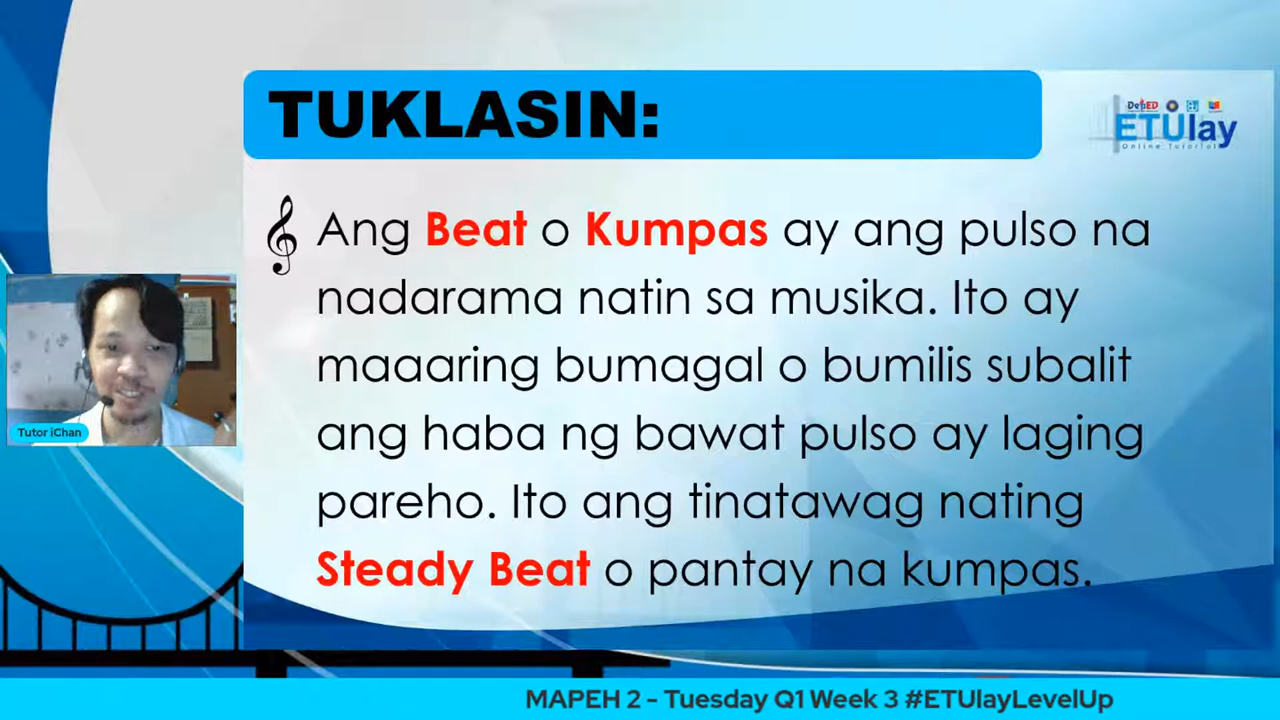 TUKLASIN:
DepED
ETUlay
Online Tutorial
Ang Beat o Kumpas ay ang pulso na
nadarama natin sa musika. Ito ay
maaaring bumagal o bumilis subalit
ang haba ng bawat pulso ay laging
pareho. Ito ang tinatawag nating
Steady Beat o pantay na kumpas.
Tutor iChan
MAPEH 2 - Tuesday Q1 Week 3 #ETUlayLevelUp